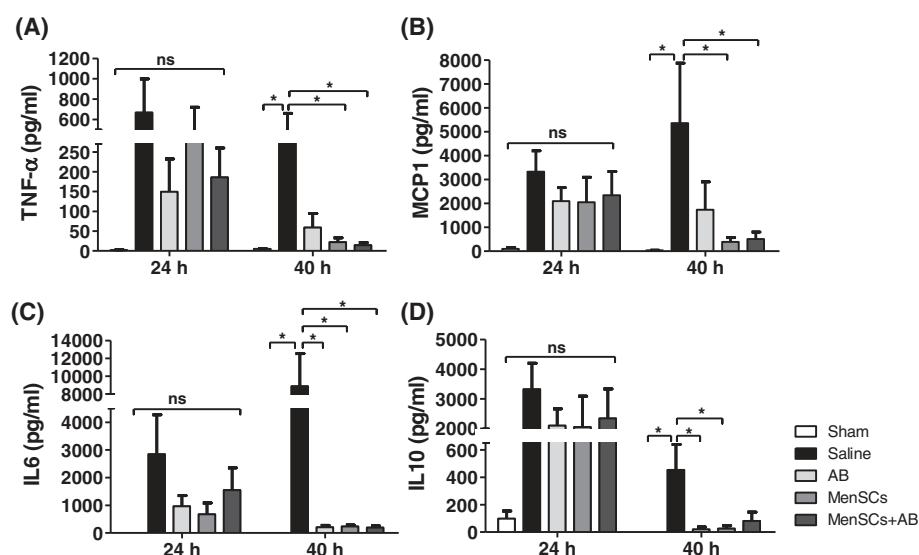 (A)
TNF-α (pg/ml)
1200
1000
800
600
250
200
150
100
50
0
ns
*
*
*
24 h
40 h
(B)
MCP1 (pg/ml)
8000
7000
6000
5000
4000
3000
2000
1000
0
ns
*
*
*
24 h
40 h
(C)
IL6 (pg/ml)
14000
12000
10000
8000
4000
3000
2000
1000
0
ns
*
*
*
*
24 h
40 h
(D)
IL10 (pg/ml)
5000
4000
3000
2000
600
400
200
0
ns
*
*
*
24 h
40 h
Sham
Saline
AB
MenSCs
MenSCs+AB